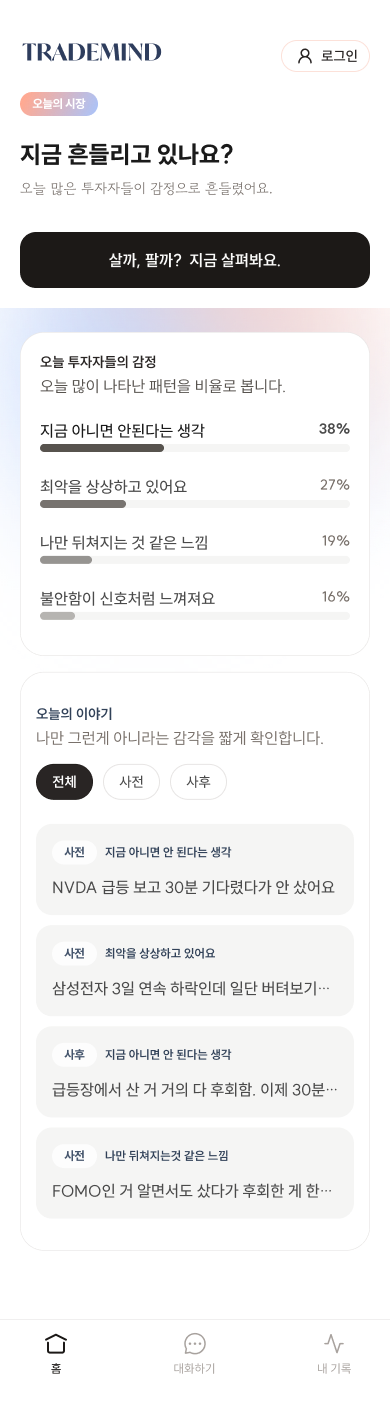 TRADEMIND
로그인
오늘의 시장
지금 흔들리고 있나요?
오늘 많은 투자자들이 감정으로 흔들렸어요.
살까, 팔까? 지금 살펴봐요.
오늘 투자자들의 감정
오늘 많이 나타난 패턴을 비율로 봅니다.
지금 아니면 안된다는 생각 38%
최악을 상상하고 있어요 27%
나만 뒤쳐지는 것 같은 느낌 19%
불안함이 신호처럼 느껴져요 16%
오늘의 이야기
나만 그런게 아니라는 감각을 짧게 확인합니다.
전체 사전 사후
사전 지금 아니면 안 된다는 생각
NVDA 급등 보고 30분 기다렸다가 안 샀어요
사전 최악을 상상하고 있어요
삼성전자 3일 연속 하락인데 일단 버텨보기…
사후 지금 아니면 안 된다는 생각
급등장에서 산 거 거의 다 후회함. 이제 30분…
사전 나만 뒤쳐지는것 같은 느낌
FOMO인 거 알면서도 샀다가 후회한 게 한…
홈 대화하기 내 기록